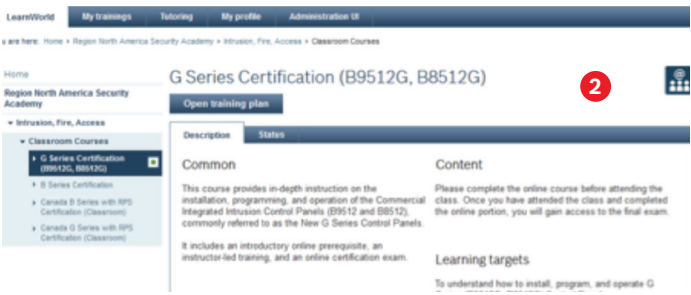 LearnWorld My trainings Tutoring My profile Administration UI
u are here: Home › Region North America Security Academy › Intrusion, Fire, Access › Classroom Courses
Home
Region North America Security
Academy
Intrusion, Fire, Access
Classroom Courses
G Series Certification
(B9512G, B8512G)
B Series Certification
Canada B Series with RPS
Certification (Classroom)
Canada G Series with RPS
Certification (Classroom)
G Series Certification (B9512G, B8512G)
2
@
Open training plan
Description Status
Common
This course provides in-depth instruction on the
installation, programming, and operation of the Commercial
Integrated Intrusion Control Panels (B9512 and B8512),
commonly referred to as the New G Series Control Panels.
It includes an introductory online prerequisite, an
instructor-led training, and an online certification exam.
Content
Please complete the online course before attending the
class. Once you have attended the class and completed
the online portion, you will gain access to the final exam.
Learning targets
To understand how to install, program, and operate G